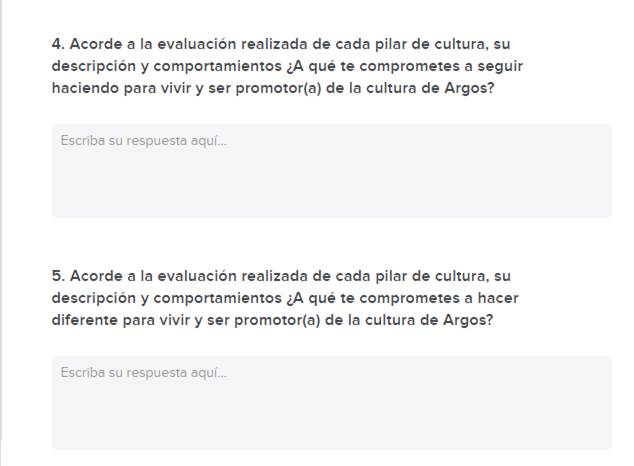 4. Acorde a la evaluación realizada de cada pilar de cultura, su
descripción y comportamientos ¿A qué te comprometes a seguir
haciendo para vivir y ser promotor(a) de la cultura de Argos?
Escriba su respuesta aquí...
5. Acorde a la evaluación realizada de cada pilar de cultura, su
descripción y comportamientos ¿A qué te comprometes a hacer
diferente para vivir y ser promotor(a) de la cultura de Argos?
Escriba su respuesta aquí...